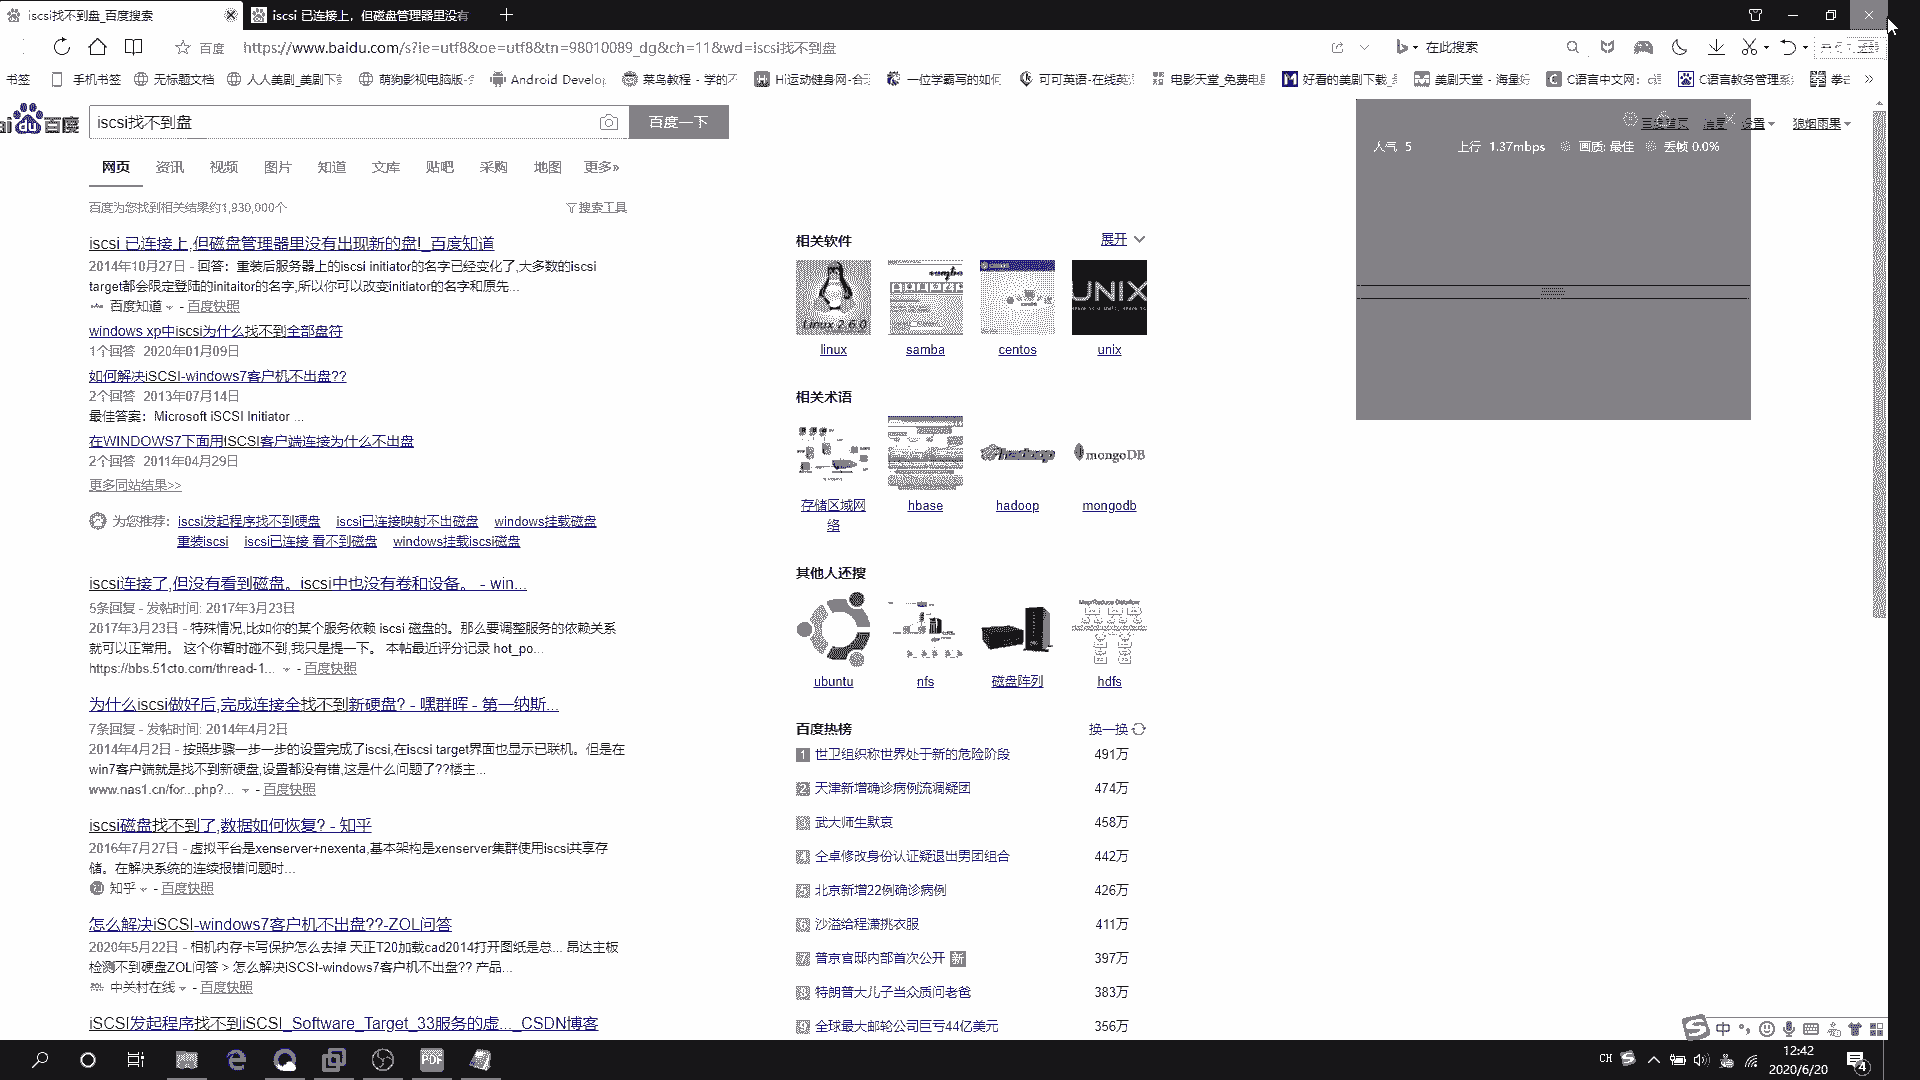 iscsi找不到盘_百度搜索
iscsi 已连接上，但磁盘管理器里没有
百度
https://www.baidu.com/s?ie=utf8&oe=utf8&tn=98010089_dg&ch=11&wd=iscsi找不到盘
在此搜索
书签 手机书签 无标题文档 人人美剧_美剧下 萌狗影视电脑版- Android Develop 菜鸟教程 - 学的不 Hi运动健身网-合 一位学霸写的如何 可可英语-在线英 电影天堂_免费电 好看的美剧下载_ 美剧天堂 - 海量好 C语言中文网: c语 C语言教务管理系 拳 »
百度
iscsi找不到盘
百度一下
百度首页 消息 设置 狼烟雨果
人气 5 上行 1.37mbps 画质: 最佳 丢帧 0.0%
网页 资讯 视频 图片 知道 文库 贴吧 采购 地图 更多»
百度为您找到相关结果约1,930,000个
搜索工具
iscsi 已连接上,但磁盘管理器里没有出现新的盘!_百度知道
2014年10月27日 - 回答：重装后服务器上的iscsi initiator的名字已经变化了,大多数的iscsi
target都会限定登陆的initaitor的名字,所以你可以改变initiator的名字和原先...
百度知道 - 百度快照
windows xp中iscsi为什么找不到全部盘符
1个回答 2020年01月09日
如何解决iSCSI-windows7客户机不出盘??
2个回答 2013年07月14日
最佳答案：Microsoft iSCSI Initiator ...
在WINDOWS7下面用ISCSI客户端连接为什么不出盘
2个回答 2011年04月29日
更多同站结果>>
为您推荐： iscsi发起程序找不到硬盘 iscsi已连接映射不出磁盘 windows挂载磁盘
重装iscsi iscsi已连接 看不到磁盘 windows挂载iscsi磁盘
iscsi连接了,但没有看到磁盘。iscsi中也没有卷和设备。 - win...
5条回复 - 发帖时间: 2017年3月23日
2017年3月23日 - 特殊情况,比如你的某个服务依赖 iscsi 磁盘的。那么要调整服务的依赖关系
就可以正常用。 这个你暂时碰不到,我只是提一下。 本帖最近评分记录 hot_po...
https://bbs.51cto.com/thread-1... - 百度快照
为什么iscsi做好后,完成连接全找不到新硬盘? - 嘿群晖 - 第一纳斯...
7条回复 - 发帖时间: 2014年4月2日
2014年4月2日 - 按照步骤一步一步的设置完成了iscsi,在iscsi target界面也显示已联机。但是在
win7客户端就是找不到新硬盘,设置都没有错,这是什么问题了??楼主...
www.nas1.cn/for...php?... - 百度快照
iscsi磁盘找不到了,数据如何恢复? - 知乎
2016年7月27日 - 虚拟平台是xenserver+nexenta,基本架构是xenserver集群使用iscsi共享存
储。在解决系统的连续报错问题时...
知乎 - 百度快照
怎么解决iSCSI-windows7客户机不出盘??-ZOL问答
2020年5月22日 - 相机内存卡写保护怎么去掉 天正T20加载cad2014打开图纸是总... 昂达主板
检测不到硬盘ZOL问答 > 怎么解决iSCSI-windows7客户机不出盘?? 产品...
中关村在线 - 百度快照
iSCSI发起程序找不到iSCSI_Software_Target_33服务的虚..._CSDN博客
相关软件 展开
Linux 2.6.0 samba UNIX
linux samba centos unix
相关术语
hadoop mongoDB
存储区域网
络 hbase hadoop mongodb
其他人还搜
ubuntu nfs 磁盘阵列 hdfs
百度热榜 换一换
1 世卫组织称世界处于新的危险阶段 491万
2 天津新增确诊病例流调疑团 474万
3 武大师生默哀 458万
4 仝卓修改身份认证疑退出男团组合 442万
5 北京新增22例确诊病例 426万
6 沙溢给程潇挑衣服 411万
7 普京官邸内部首次公开 新 397万
8 特朗普大儿子当众质问老爸 383万
9 全球最大邮轮公司巨亏44亿美元 356万
中
PDF
CH
12:42
2020/6/20
4